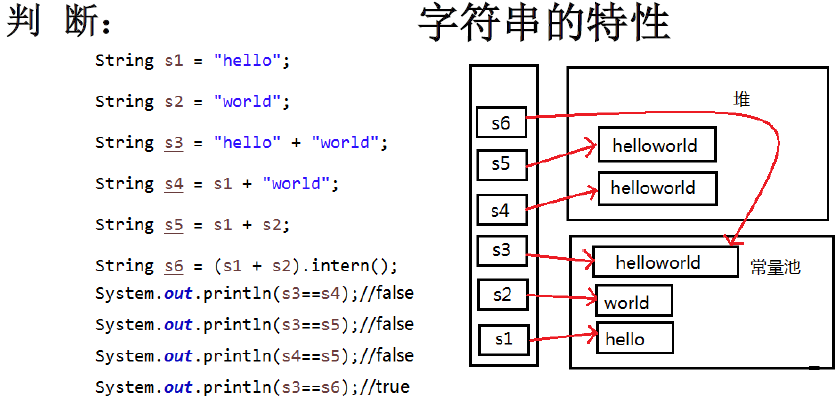 判 断：
字符串的特性
String s1 = "hello";
String s2 = "world";
String s3 = "hello" + "world";
String s4 = s1 + "world";
String s5 = s1 + s2;
String s6 = (s1 + s2).intern();
System.out.println(s3==s4);//false
System.out.println(s3==s5);//false
System.out.println(s4==s5);//false
System.out.println(s3==s6);//true
s6
s5
s4
s3
s2
s1
堆
helloworld
helloworld
helloworld
常量池
world
hello